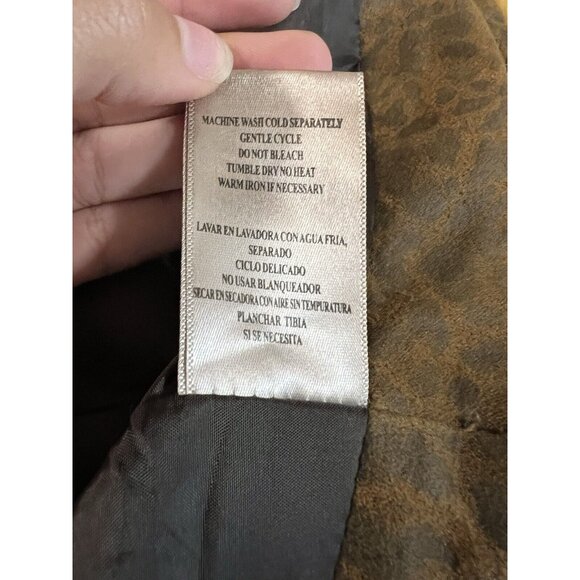 MACHINE WASH COLD SEPARATELY
GENTLE CYCLE
DO NOT BLEACH
TUMBLE DRY NO HEAT
WARM IRON IF NECESSARY
LAVAR EN LAVADORA CON AGUA FRIA,
SEPARADO
CICLO DELICADO
NO USAR BLANQUEADOR
SECAR EN SECADORA CON AIRE SIN TEMPURATURA
PLANCHAR TIBIA
SI SE NECESITA